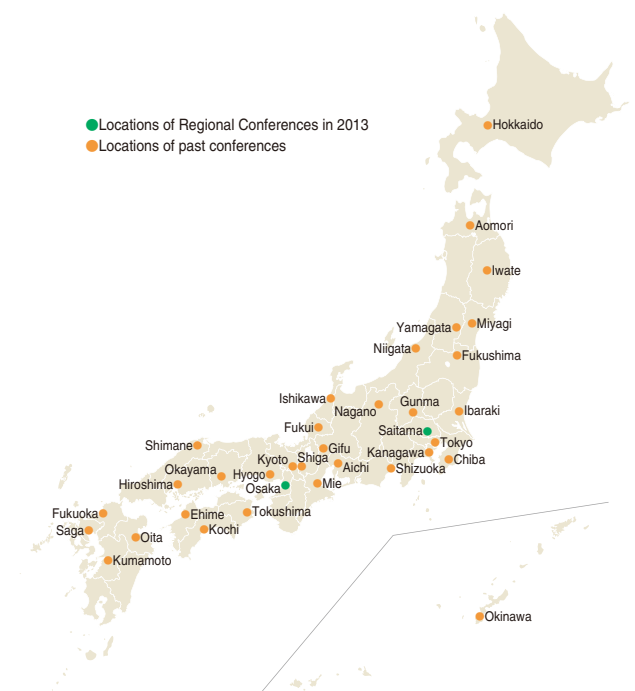 Locations of Regional Conferences in 2013
Locations of past conferences
Hokkaido
Aomori
Iwate
Miyagi
Yamagata
Niigata
Fukushima
Ishikawa
Nagano
Gunma
Ibaraki
Fukui
Saitama
Tokyo
Shimane
Gifu
Kanagawa
Chiba
Kyoto
Shiga
Aichi
Shizuoka
Okayama
Hyogo
Hiroshima
Osaka
Mie
Fukuoka
Ehime
Tokushima
Saga
Oita
Kochi
Kumamoto
Okinawa